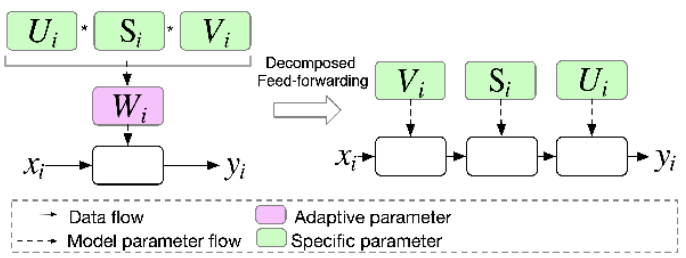 U_i * S_i * V_i
Decomposed
Feed-forwarding
V_i S_i U_i
W_i
x_i y_i x_i y_i
Data flow Adaptive parameter
Model parameter flow Specific parameter